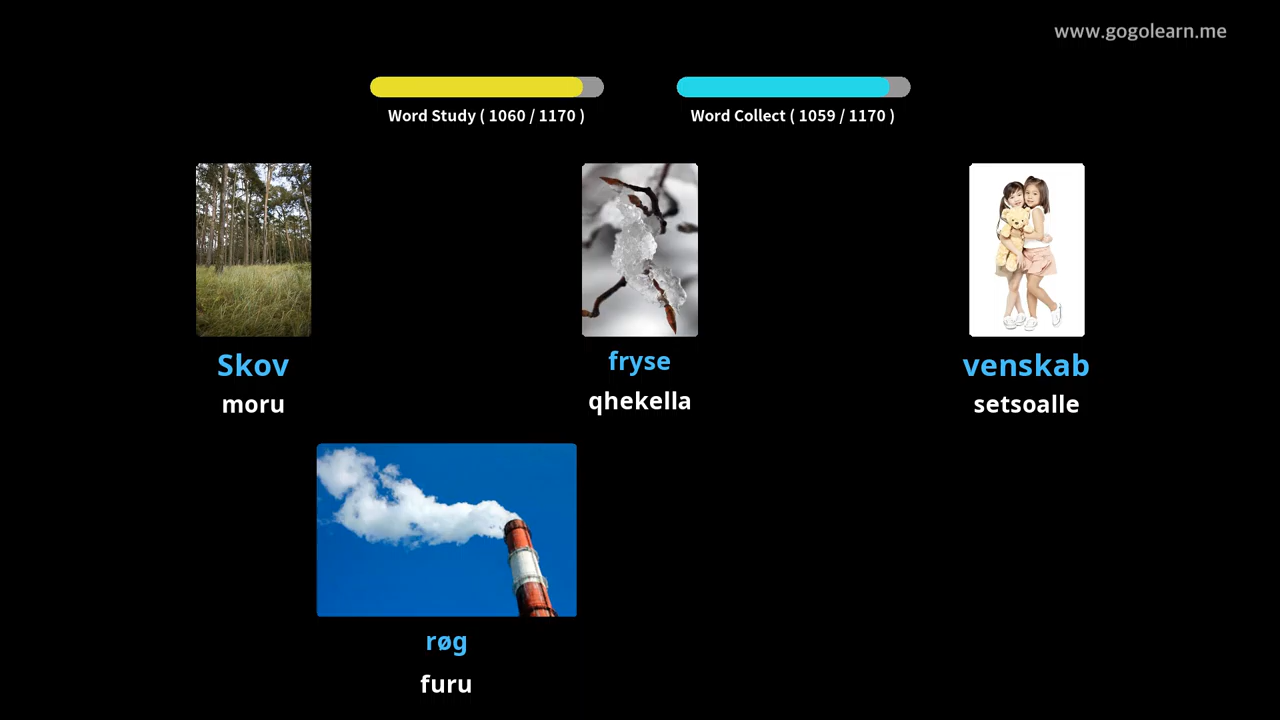 www.gogolearn.me
Word Study ( 1060 / 1170 )
Word Collect ( 1059 / 1170 )
Skov
moru
fryse
qhekella
venskab
setsoalle
røg
furu